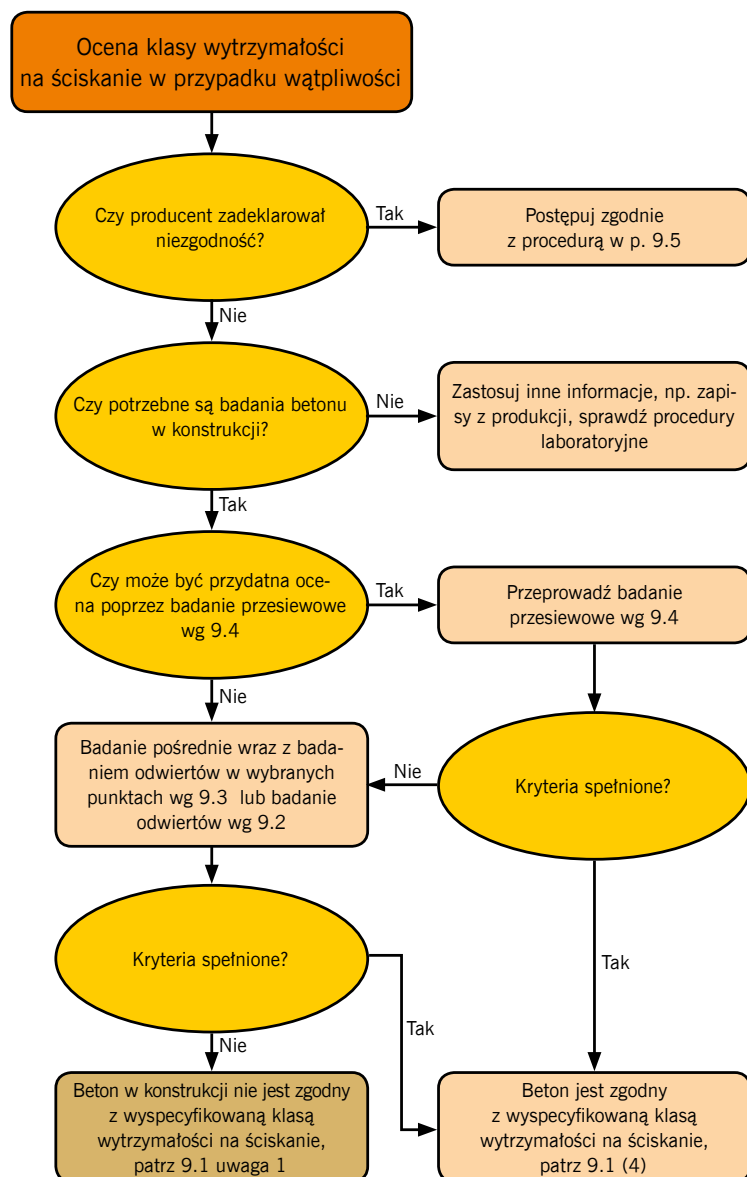 Ocena klasy wytrzymałości
na ściskanie w przypadku wątpliwości
Czy producent zadeklarował
niezgodność?
Tak
Postępuj zgodnie
z procedurą w p. 9.5
Nie
Czy potrzebne są badania betonu
w konstrukcji?
Nie
Zastosuj inne informacje, np. zapi-
sy z produkcji, sprawdź procedury
laboratoryjne
Tak
Czy może być przydatna oce-
na poprzez badanie przesiewowe
wg 9.4
Tak
Przeprowadź badanie
przesiewowe wg 9.4
Nie
Badanie pośrednie wraz z bada-
niem odwiertów w wybranych
punktach wg 9.3 lub badanie
odwiertów wg 9.2
Nie
Kryteria spełnione?
Kryteria spełnione?
Tak
Tak
Nie
Beton w konstrukcji nie jest zgodny
z wyspecyfikowaną klasą
wytrzymałości na ściskanie,
patrz 9.1 uwaga 1
Beton jest zgodny
z wyspecyfikowaną klasą
wytrzymałości na ściskanie,
patrz 9.1 (4)